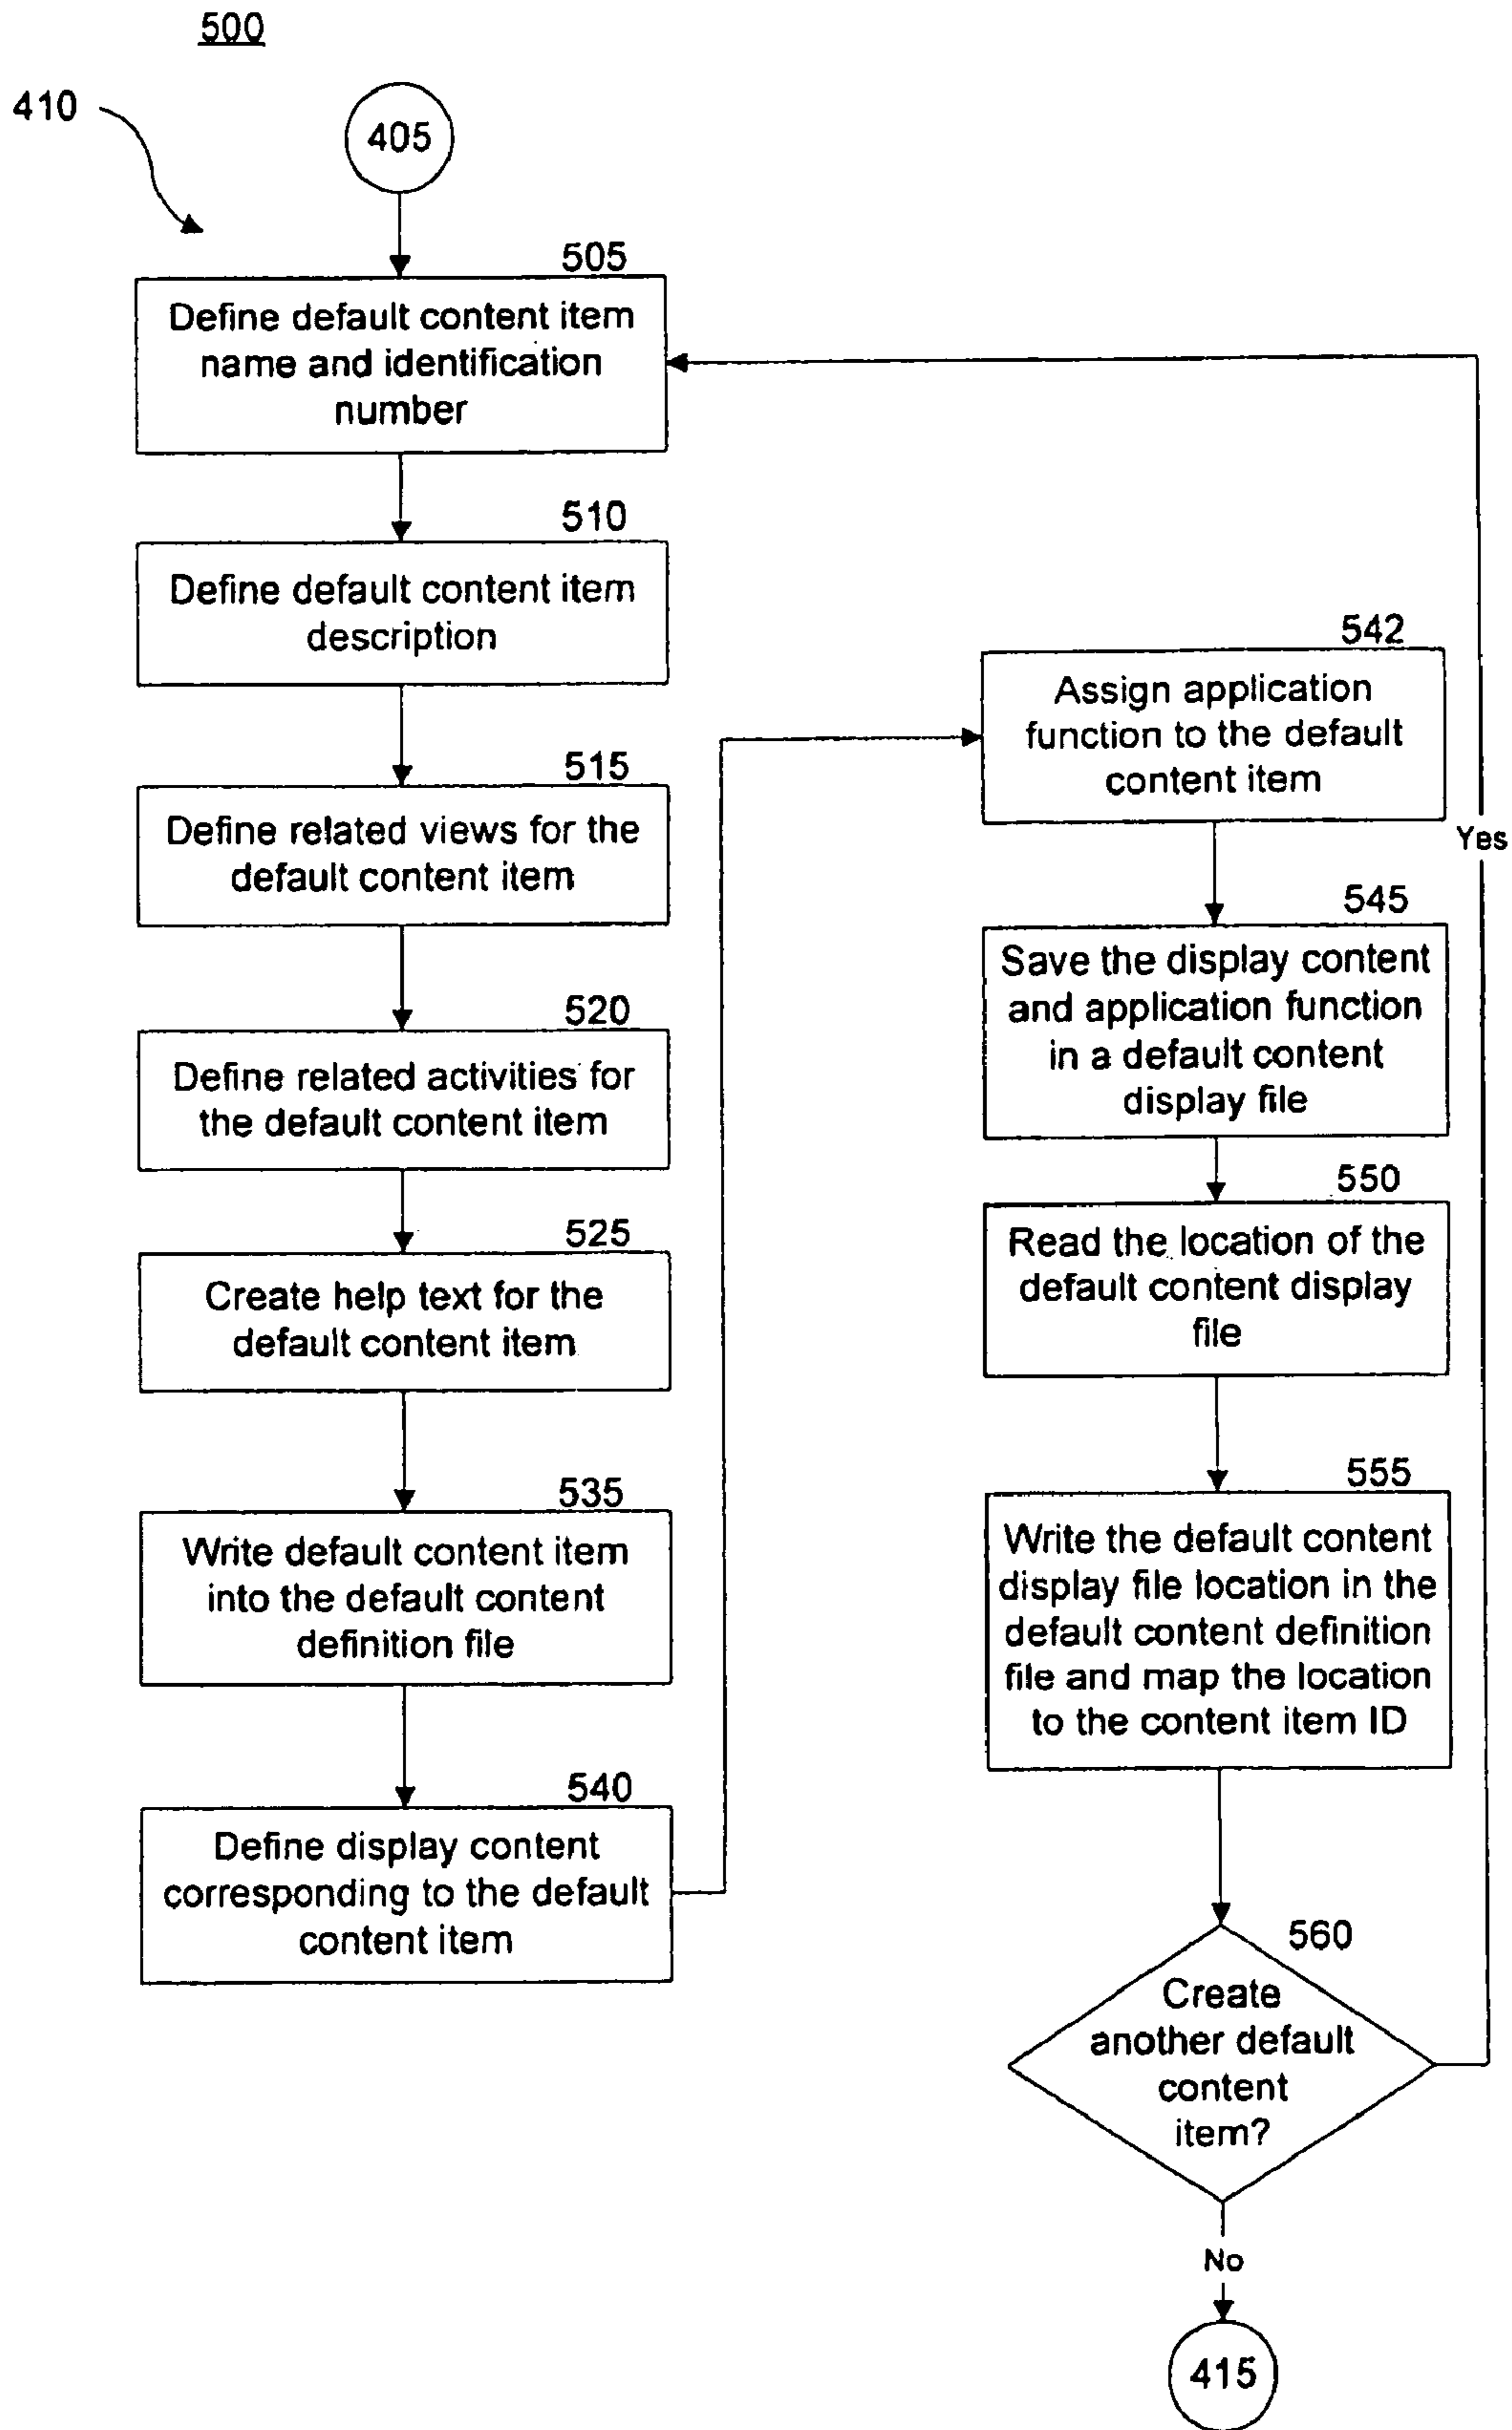 500
410
405
505
Define default content item
name and identification
number
510
Define default content item
description
515
Define related views for the
default content item
520
Define related activities for
the default content item
525
Create help text for the
default content item
535
Write default content item
into the default content
definition file
540
Define display content
corresponding to the default
content item
542
Assign application
function to the default
content item
Yes
545
Save the display content
and application function
in a default content
display file
550
Read the location of the
default content display
file
555
Write the default content
display file location in the
default content definition
file and map the location
to the content item ID
560
Create
another default
content
item?
No
415